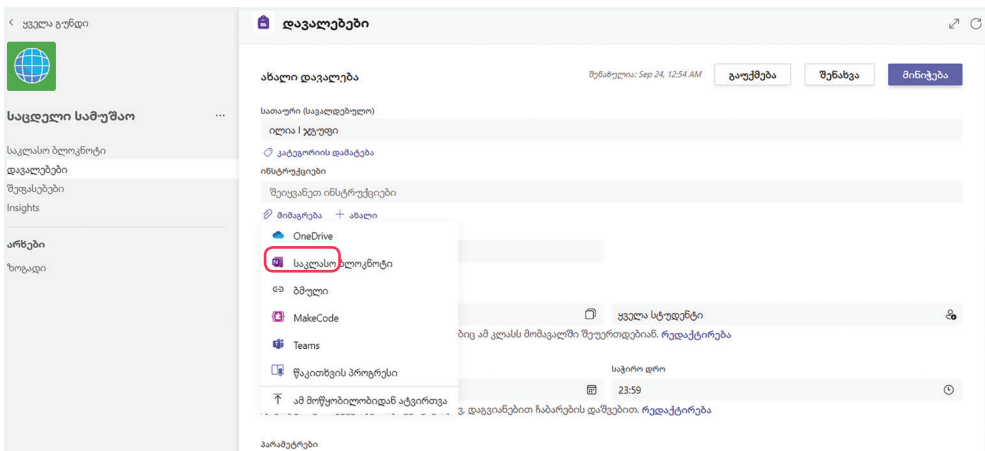 ყველა გუნდი
საცდელი სამუშაო ...
საკლასო ბლოკნოტი
დავალებები
შეფასებები
Insights
არხები
ზოგადი
დავალებები
ახალი დავალება
შენახულია: Sep 24, 12:54 AM
გაუქმება
შენახვა
მინიჭება
სათაური (სავალდებულო)
ილია I ჯგუფი
კატეგორიის დამატება
ინსტრუქციები
შეიყვანეთ ინსტრუქციები
მიმაგრება + ახალი
OneDrive
საკლასო ბლოკნოტი
ბმული
MakeCode
Teams
წაკითხვის პროგრესი
ამ მოწყობილობიდან ატვირთვა
ყველა სტუდენტი
ბიც ამ კლასს მომავალში შეუერთდებიან. რედაქტირება
საჭირო დრო
23:59
დაგვიანებით ჩაბარების დაშვებით. რედაქტირება
პარამეტრები